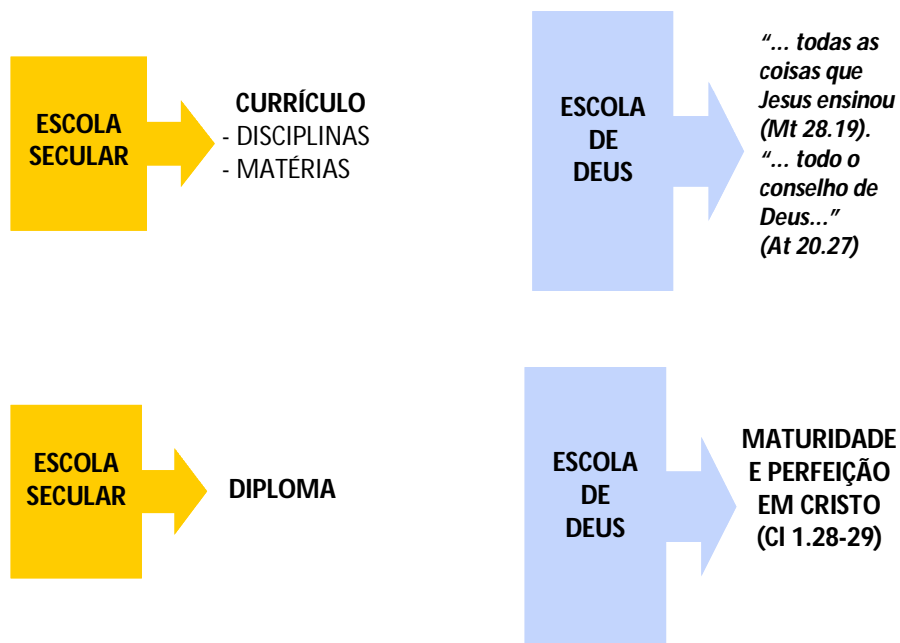 ESCOLA
SECULAR
CURRÍCULO
- DISCIPLINAS
- MATÉRIAS
ESCOLA
DE
DEUS
“... todas as
coisas que
Jesus ensinou
(Mt 28.19).
“... todo o
conselho de
Deus...”
(At 20.27)
ESCOLA
SECULAR
DIPLOMA
ESCOLA
DE
DEUS
MATURIDADE
E PERFEIÇÃO
EM CRISTO
(Cl 1.28-29)